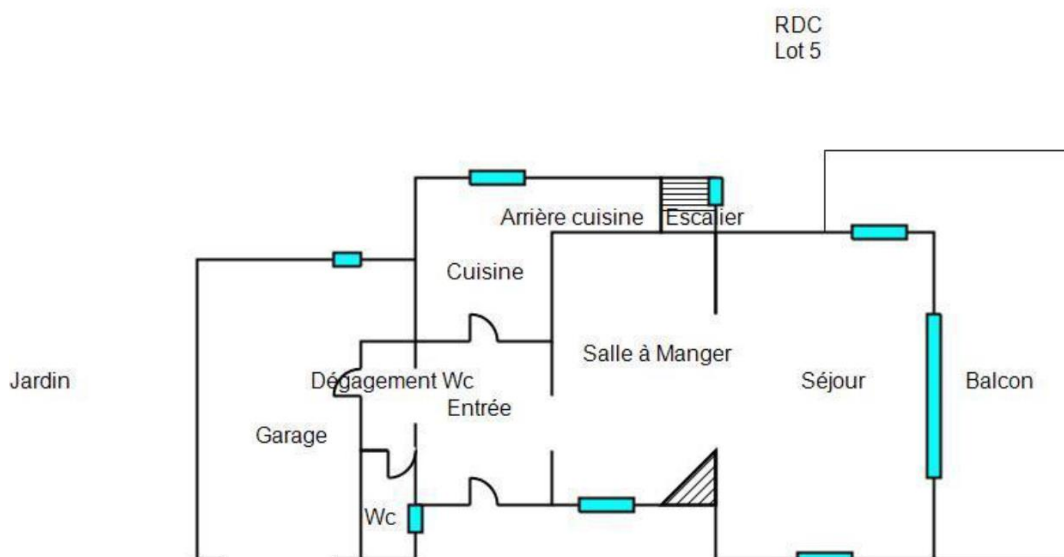 RDC
Lot 5
Arrière cuisine
Escalier
Cuisine
Salle à Manger
Jardin
Dégagement Wc
Séjour
Balcon
Entrée
Garage
Wc